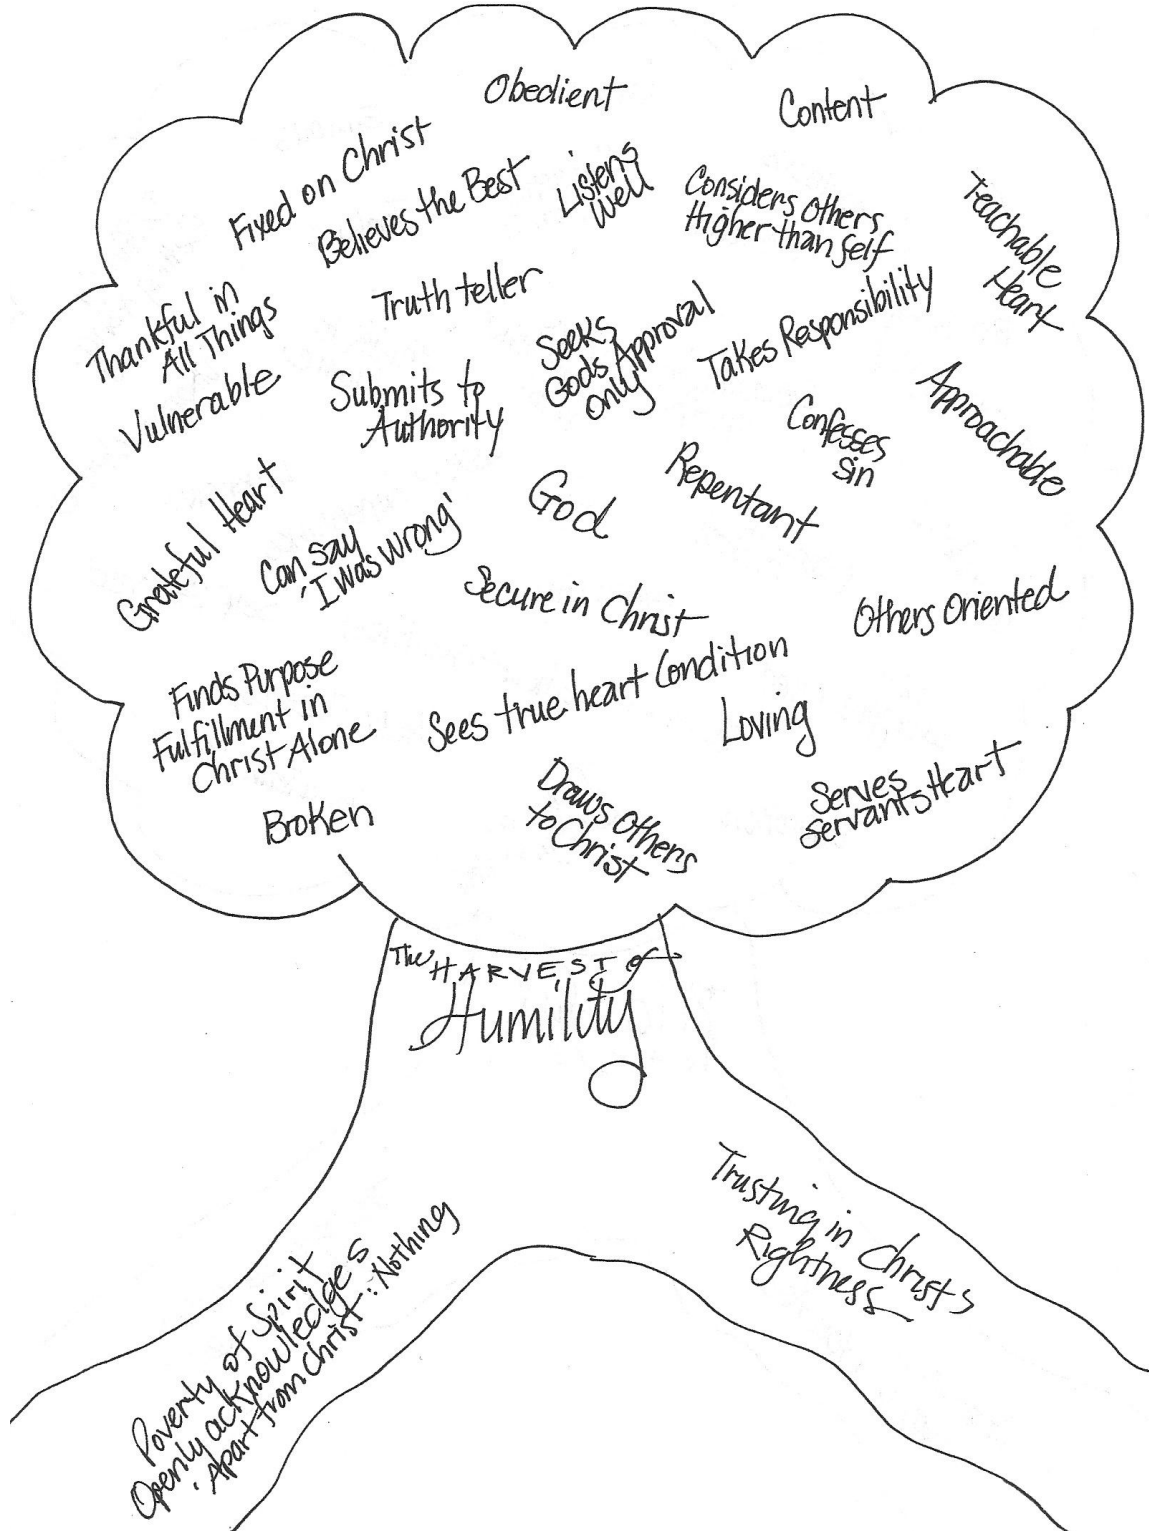 Obedient
Content
Fixed on Christ
Believes the Best
Listens
Well
Considers others
Higher than self
Teachable
Heart
Thankful in
All Things
Truth teller
Seeks
Gods Approval
only
Takes Responsibility
Vulnerable
Submits to
Authority
Confesses
sin
Approachable
Grateful Heart
Can say
'I was wrong'
God
Repentant
Secure in Christ
Others Oriented
Finds Purpose
Fulfillment in
Christ Alone
Sees true heart Condition
Loving
Broken
Draws others
to Christ
Serves
servants Heart
The HARVEST of
Humility
Poverty of Spirit
Openly acknowledges
. Apart from Christ : Nothing
Trusting in Christ's
Rightness